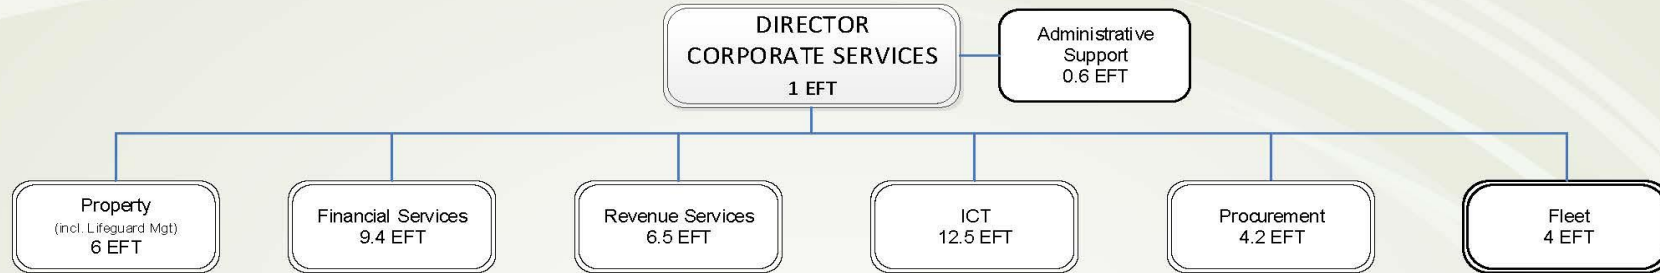 DIRECTOR
CORPORATE SERVICES
1 EFT
Administrative
Support
0.6 EFT
Property
(incl. Lifeguard Mgt)
6 EFT
Financial Services
9.4 EFT
Revenue Services
6.5 EFT
ICT
12.5 EFT
Procurement
4.2 EFT
Fleet
4 EFT